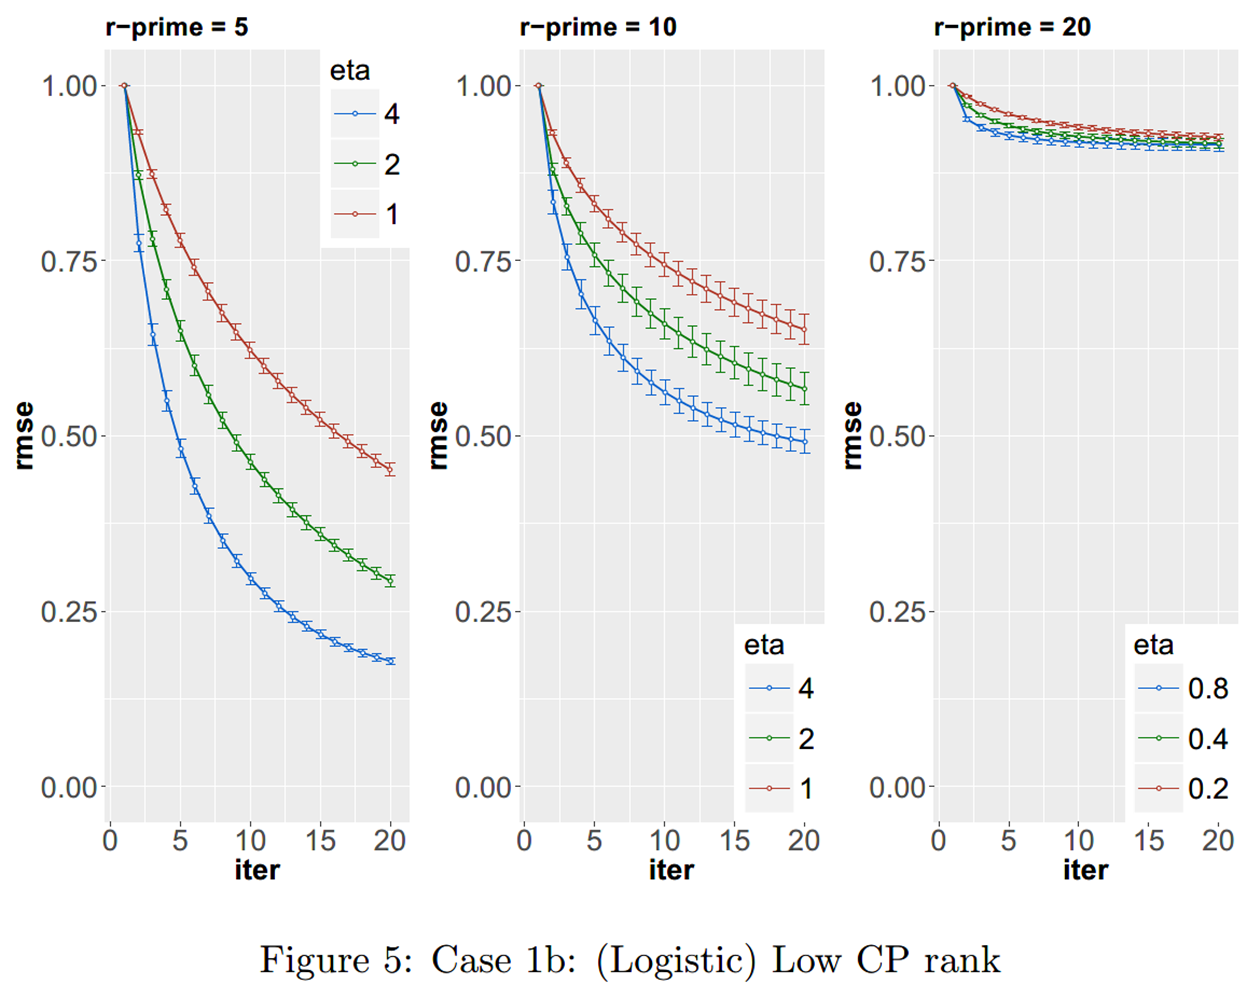 r−prime = 5
eta
4
2
1
1.00
0.75
0.50
0.25
0.00
rmse
0 5 10 15 20
iter
r−prime = 10
1.00
0.75
0.50
0.25
0.00
rmse
eta
4
2
1
0 5 10 15 20
iter
r−prime = 20
1.00
0.75
0.50
0.25
0.00
rmse
eta
0.8
0.4
0.2
0 5 10 15 20
iter
Figure 5: Case 1b: (Logistic) Low CP rank